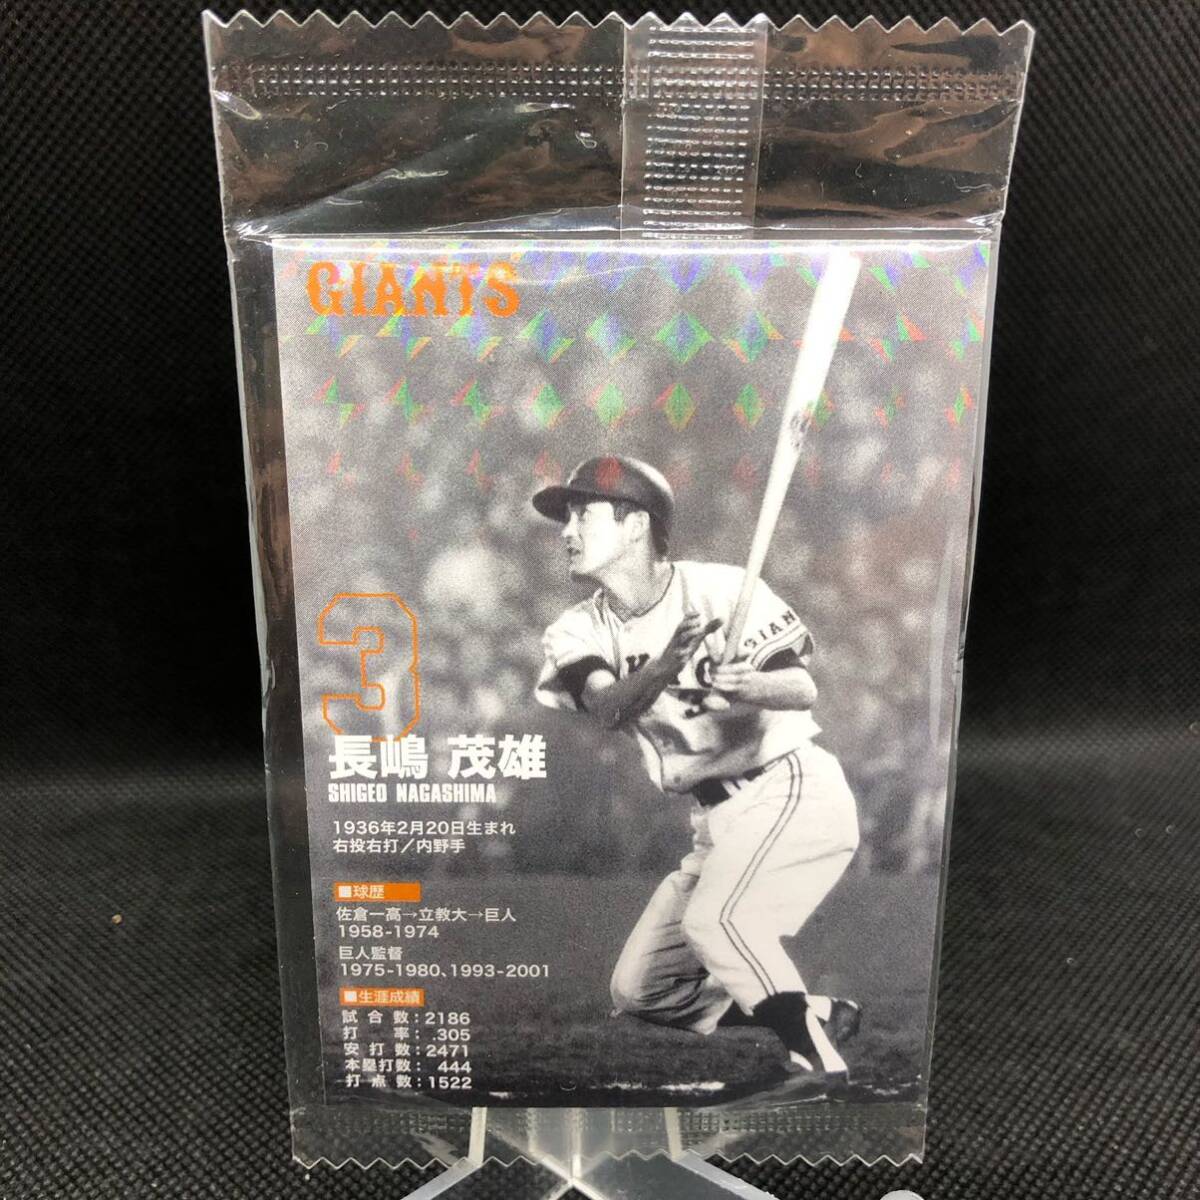 GIANTS
GIAN
3
長嶋 茂雄
SHIGEO NAGASHIMA
1936年2月20日生まれ
右投右打／内野手
■球歴
佐倉一高→立教大→巨人
1958-1974
巨人監督
1975-1980、1993-2001
■生涯成績
試合数：2186
打率：.305
安打数：2471
本塁打数：444
打点数：1522